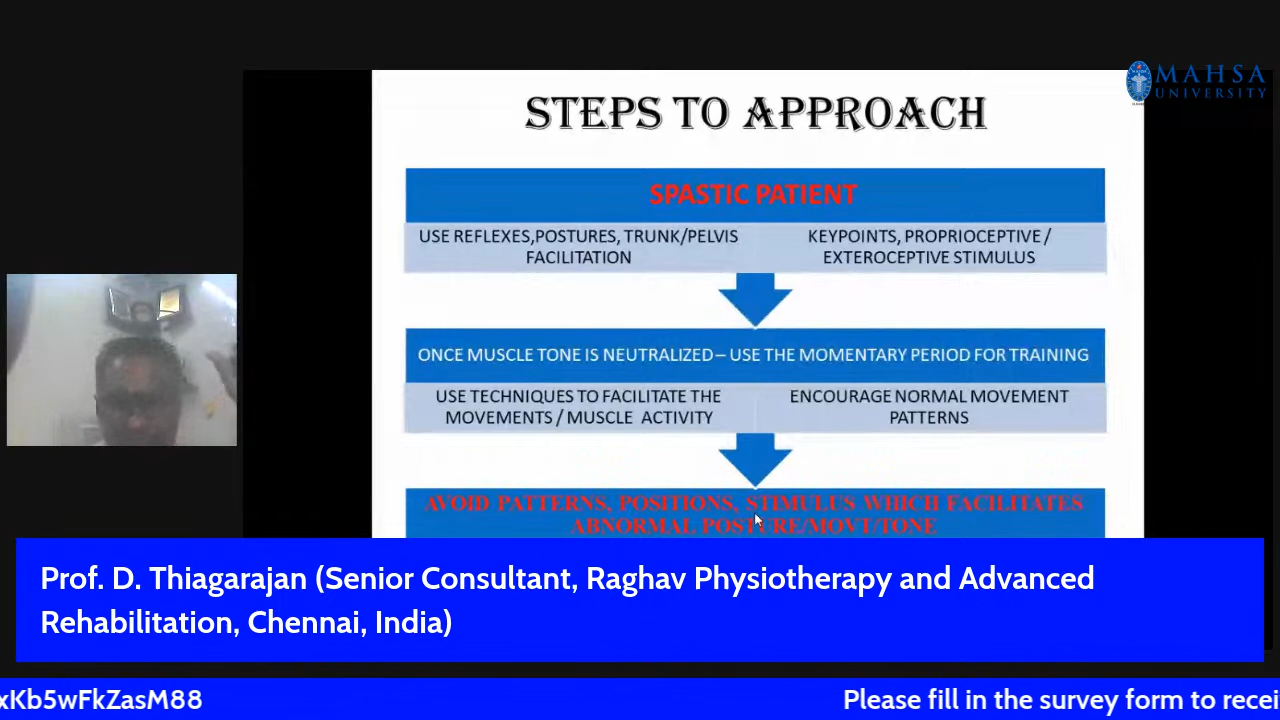 MAHSA
UNIVERSITY
STEPS TO APPROACH
SPASTIC PATIENT
USE REFLEXES,POSTURES, TRUNK/PELVIS
FACILITATION
KEYPOINTS, PROPRIOCEPTIVE /
EXTEROCEPTIVE STIMULUS
ONCE MUSCLE TONE IS NEUTRALIZED – USE THE MOMENTARY PERIOD FOR TRAINING
USE TECHNIQUES TO FACILITATE THE
MOVEMENTS / MUSCLE ACTIVITY
ENCOURAGE NORMAL MOVEMENT
PATTERNS
AVOID PATTERNS, POSITIONS, STIMULUS WHICH FACILITATES
ABNORMAL POSTURE/MOVT/TONE
Prof. D. Thiagarajan (Senior Consultant, Raghav Physiotherapy and Advanced
Rehabilitation, Chennai, India)
xKb5wFkZasM88 Please fill in the survey form to recei